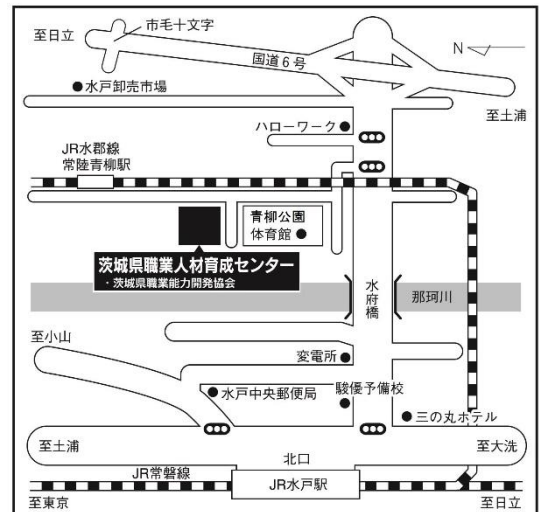 市毛十文字
至日立
国道6号
N
水戸卸売市場
至土浦
ハローワーク
JR水郡線
常陸青柳駅
青柳公園
体育館
茨城県職業人材育成センター
・茨城県職業能力開発協会
水府橋
那珂川
至小山
変電所
水戸中央郵便局
駿優予備校
三の丸ホテル
至土浦
北口
至大洗
JR常磐線
JR水戸駅
至東京
至日立